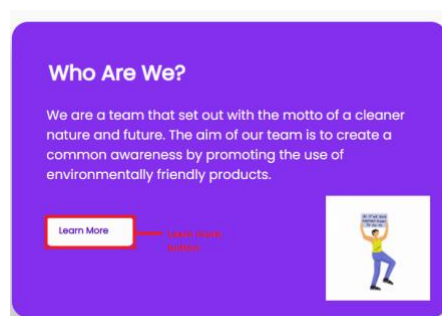 Who Are We?
We are a team that set out with the motto of a cleaner
nature and future. The aim of our team is to create a
common awareness by promoting the use of
environmentally friendly products.
Learn More
Learn more
button